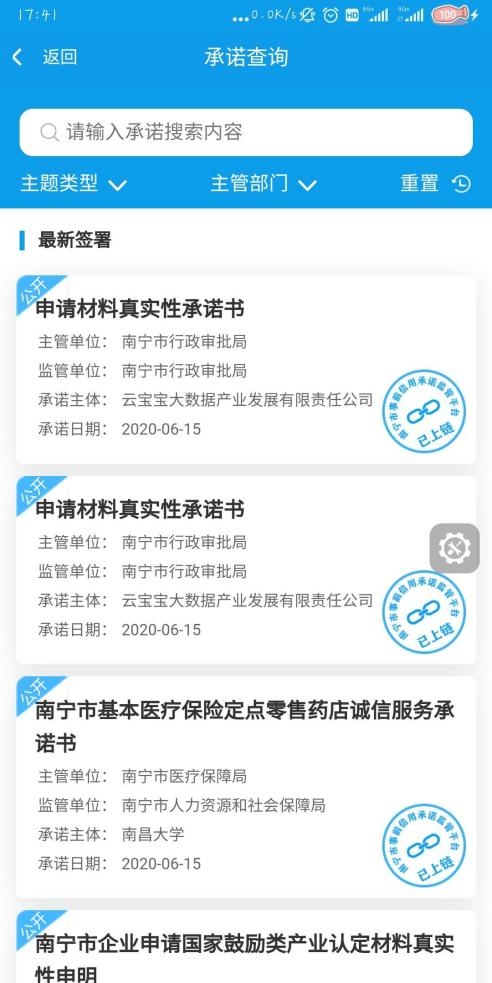 17:41
...0.0K/s
HD
4G+
4G+
100
返回
承诺查询
请输入承诺搜索内容
主题类型
主管部门
重置
最新签署
公开
申请材料真实性承诺书
主管单位： 南宁市行政审批局
监管单位： 南宁市行政审批局
承诺主体： 云宝宝大数据产业发展有限责任公司
承诺日期： 2020-06-15
南宁市事前信用承诺监管平台
已上链
公开
申请材料真实性承诺书
主管单位： 南宁市行政审批局
监管单位： 南宁市行政审批局
承诺主体： 云宝宝大数据产业发展有限责任公司
承诺日期： 2020-06-15
南宁市事前信用承诺监管平台
已上链
公开
南宁市基本医疗保险定点零售药店诚信服务承
诺书
主管单位： 南宁市医疗保障局
监管单位： 南宁市人力资源和社会保障局
承诺主体： 南昌大学
承诺日期： 2020-06-15
南宁市事前信用承诺监管平台
已上链
公开
南宁市企业申请国家鼓励类产业认定材料真实
性申明